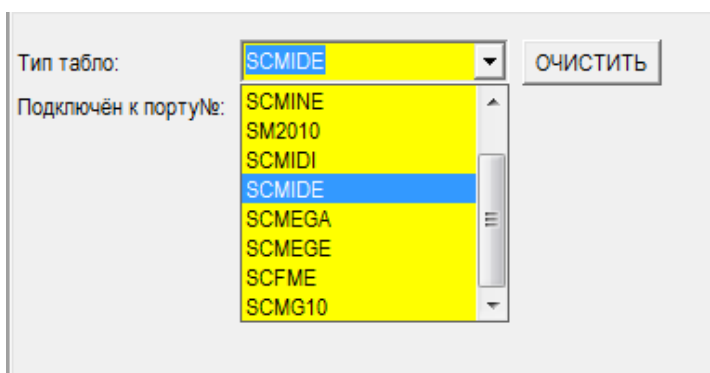 Тип табло: SCMIDE ОЧИСТИТЬ
Подключён к порту№: SCMINE
SM2010
SCMIDI
SCMIDE
SCMEGA
SCMEGE
SCFME
SCMG10